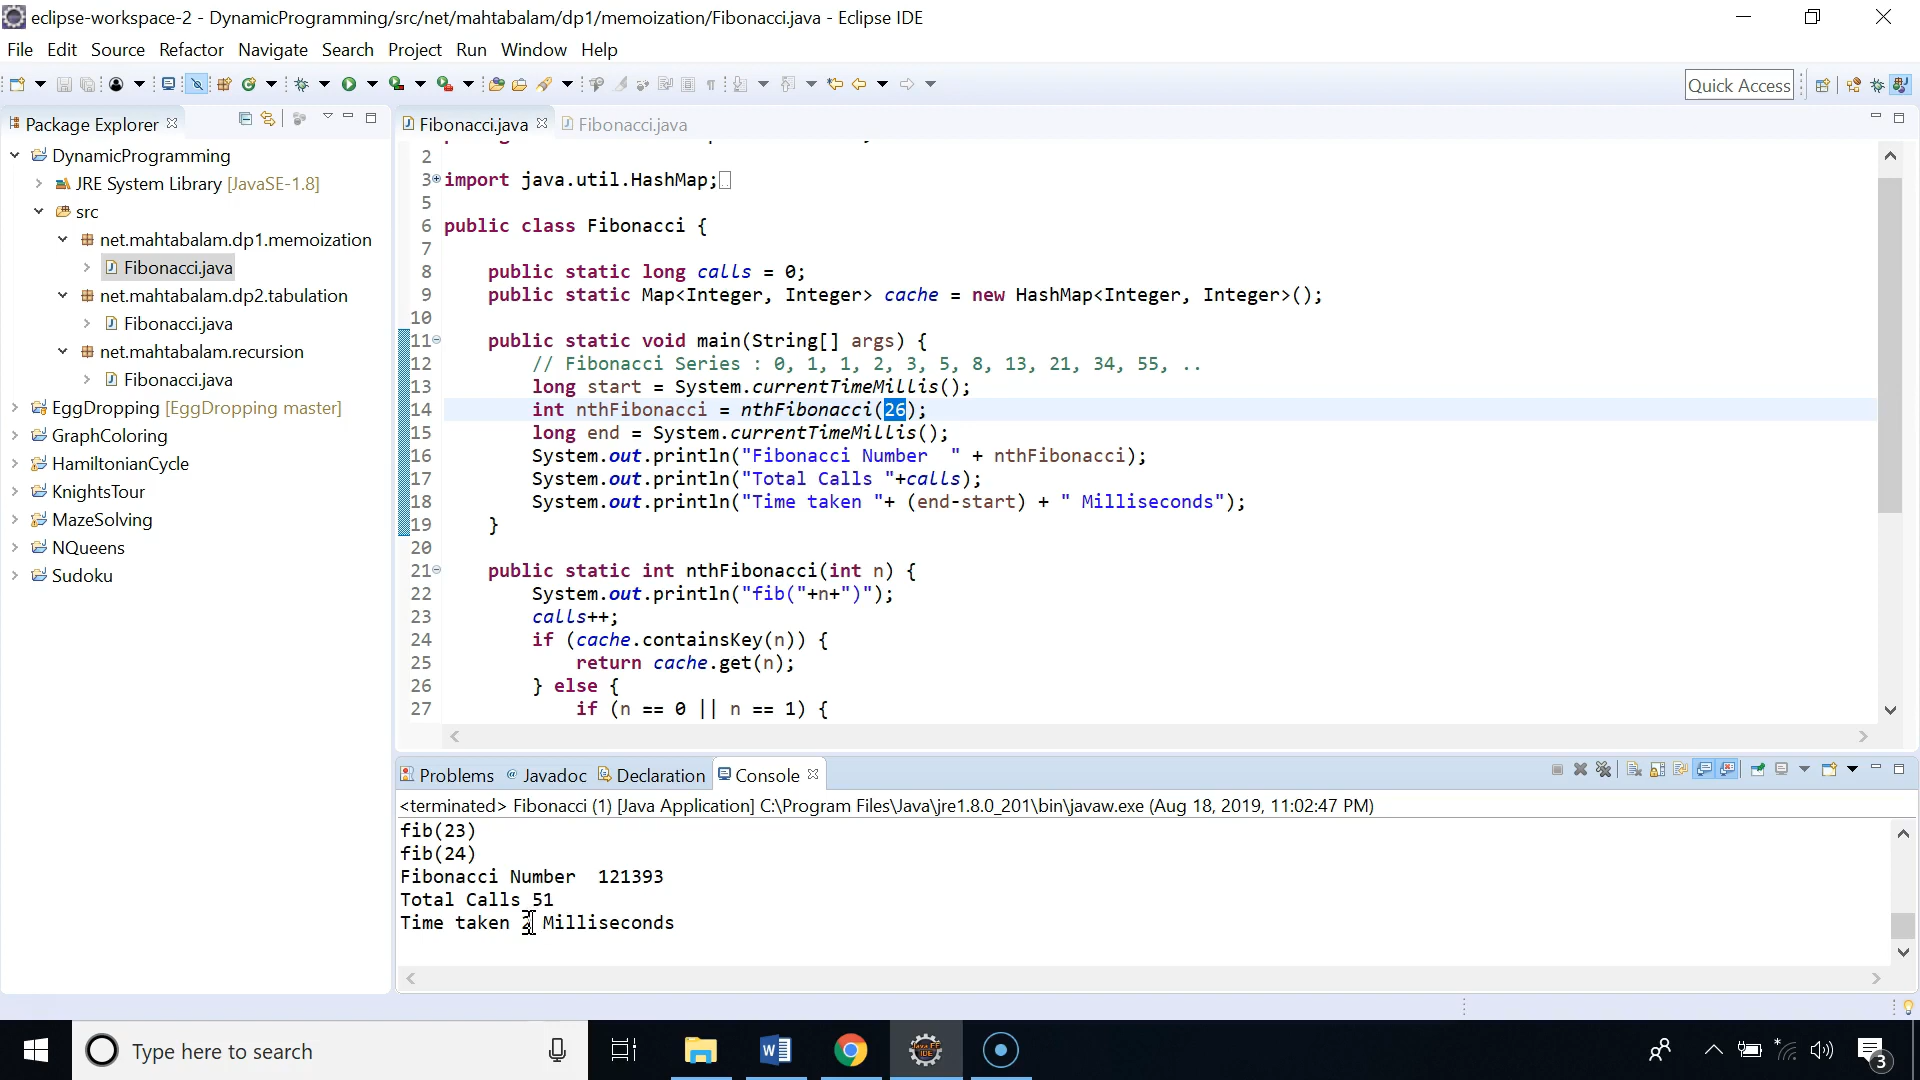 eclipse-workspace-2 - DynamicProgramming/src/net/mahtabalam/dp1/memoization/Fibonacci.java - Eclipse IDE
File Edit Source Refactor Navigate Search Project Run Window Help
Quick Access
Package Explorer
DynamicProgramming
JRE System Library [JavaSE-1.8]
src
net.mahtabalam.dp1.memoization
Fibonacci.java
net.mahtabalam.dp2.tabulation
Fibonacci.java
net.mahtabalam.recursion
Fibonacci.java
EggDropping [EggDropping master]
GraphColoring
HamiltonianCycle
KnightsTour
MazeSolving
NQueens
Sudoku
Fibonacci.java Fibonacci.java
2
3 import java.util.HashMap;
5
6 public class Fibonacci {
7
8 public static long calls = 0;
9 public static Map<Integer, Integer> cache = new HashMap<Integer, Integer>();
10
11 public static void main(String[] args) {
12 // Fibonacci Series : 0, 1, 1, 2, 3, 5, 8, 13, 21, 34, 55, ..
13 long start = System.currentTimeMillis();
14 int nthFibonacci = nthFibonacci(26);
15 long end = System.currentTimeMillis();
16 System.out.println("Fibonacci Number  " + nthFibonacci);
17 System.out.println("Total Calls "+calls);
18 System.out.println("Time taken "+ (end-start) + " Milliseconds");
19 }
20
21 public static int nthFibonacci(int n) {
22 System.out.println("fib("+n+")");
23 calls++;
24 if (cache.containsKey(n)) {
25 return cache.get(n);
26 } else {
27 if (n == 0 || n == 1) {
Problems @ Javadoc Declaration Console
<terminated> Fibonacci (1) [Java Application] C:\Program Files\Java\jre1.8.0_201\bin\javaw.exe (Aug 18, 2019, 11:02:47 PM)
fib(23)
fib(24)
Fibonacci Number  121393
Total Calls 51
Time taken Milliseconds
Type here to search
3